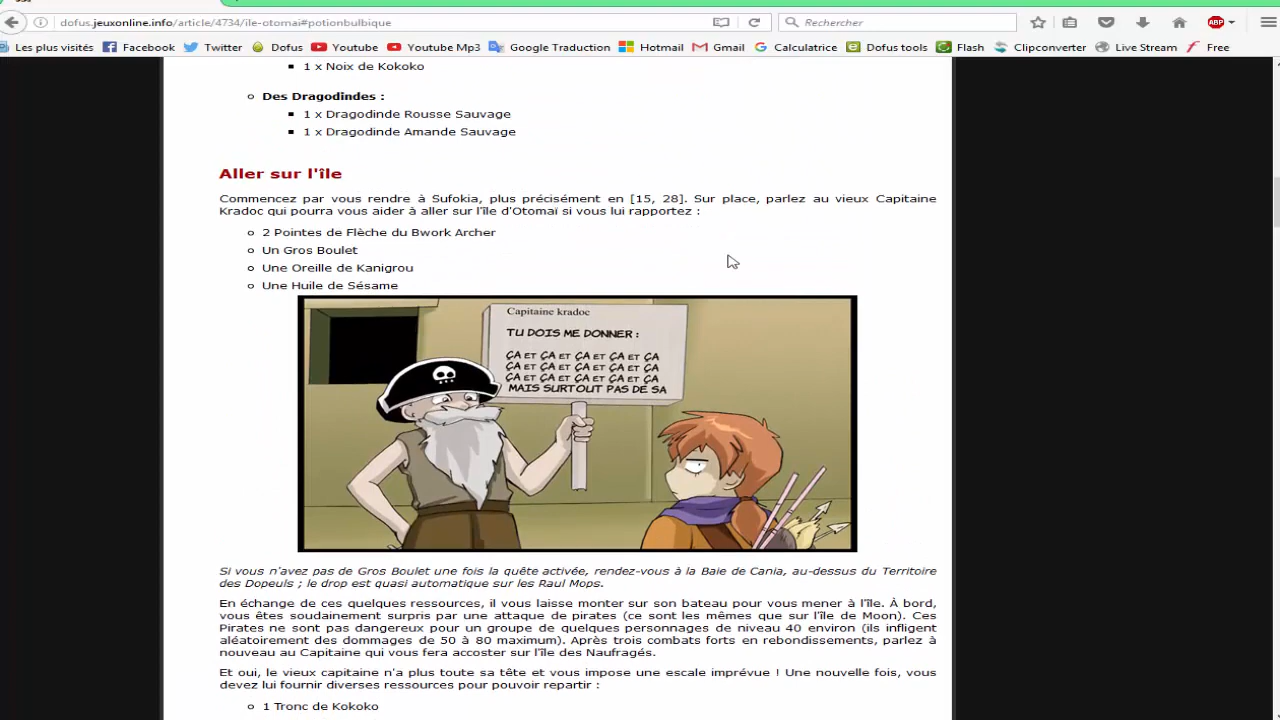 dofus.jeuxonline.info/article/4734/ile-otomai#potionbulbique
Rechercher
ABP
Les plus visités
Facebook
Twitter
Dofus
Youtube
Youtube Mp3
Google Traduction
Hotmail
Gmail
Calculatrice
Dofus tools
Flash
Clipconverter
Live Stream
Free
1 x Noix de Kokoko
Des Dragodindes :
1 x Dragodinde Rousse Sauvage
1 x Dragodinde Amande Sauvage
Aller sur l'île
Commencez par vous rendre à Sufokia, plus précisément en [15, 28]. Sur place, parlez au vieux Capitaine
Kradoc qui pourra vous aider à aller sur l'île d'Otomaï si vous lui rapportez :
2 Pointes de Flèche du Bwork Archer
Un Gros Boulet
Une Oreille de Kanigrou
Une Huile de Sésame
Capitaine kradoc
TU DOIS ME DONNER :
ÇA ET ÇA ET ÇA ET ÇA ET ÇA
ÇA ET ÇA ET ÇA ET ÇA ET ÇA
ÇA ET ÇA ET ÇA ET ÇA ET ÇA
MAIS SURTOUT PAS DE SA
Si vous n'avez pas de Gros Boulet une fois la quête activée, rendez-vous à la Baie de Cania, au-dessus du Territoire
des Dopeuls ; le drop est quasi automatique sur les Raul Mops.
En échange de ces quelques ressources, il vous laisse monter sur son bateau pour vous mener à l'île. À bord,
vous êtes soudainement surpris par une attaque de pirates (ce sont les mêmes que sur l'île de Moon). Ces
Pirates ne sont pas dangereux pour un groupe de quelques personnages de niveau 40 environ (ils infligent
aléatoirement des dommages de 50 à 80 maximum). Après trois combats forts en rebondissements, parlez à
nouveau au Capitaine qui vous fera accoster sur l'île des Naufragés.
Et oui, le vieux capitaine n'a plus toute sa tête et vous impose une escale imprévue ! Une nouvelle fois, vous
devez lui fournir diverses ressources pour pouvoir repartir :
1 Tronc de Kokoko